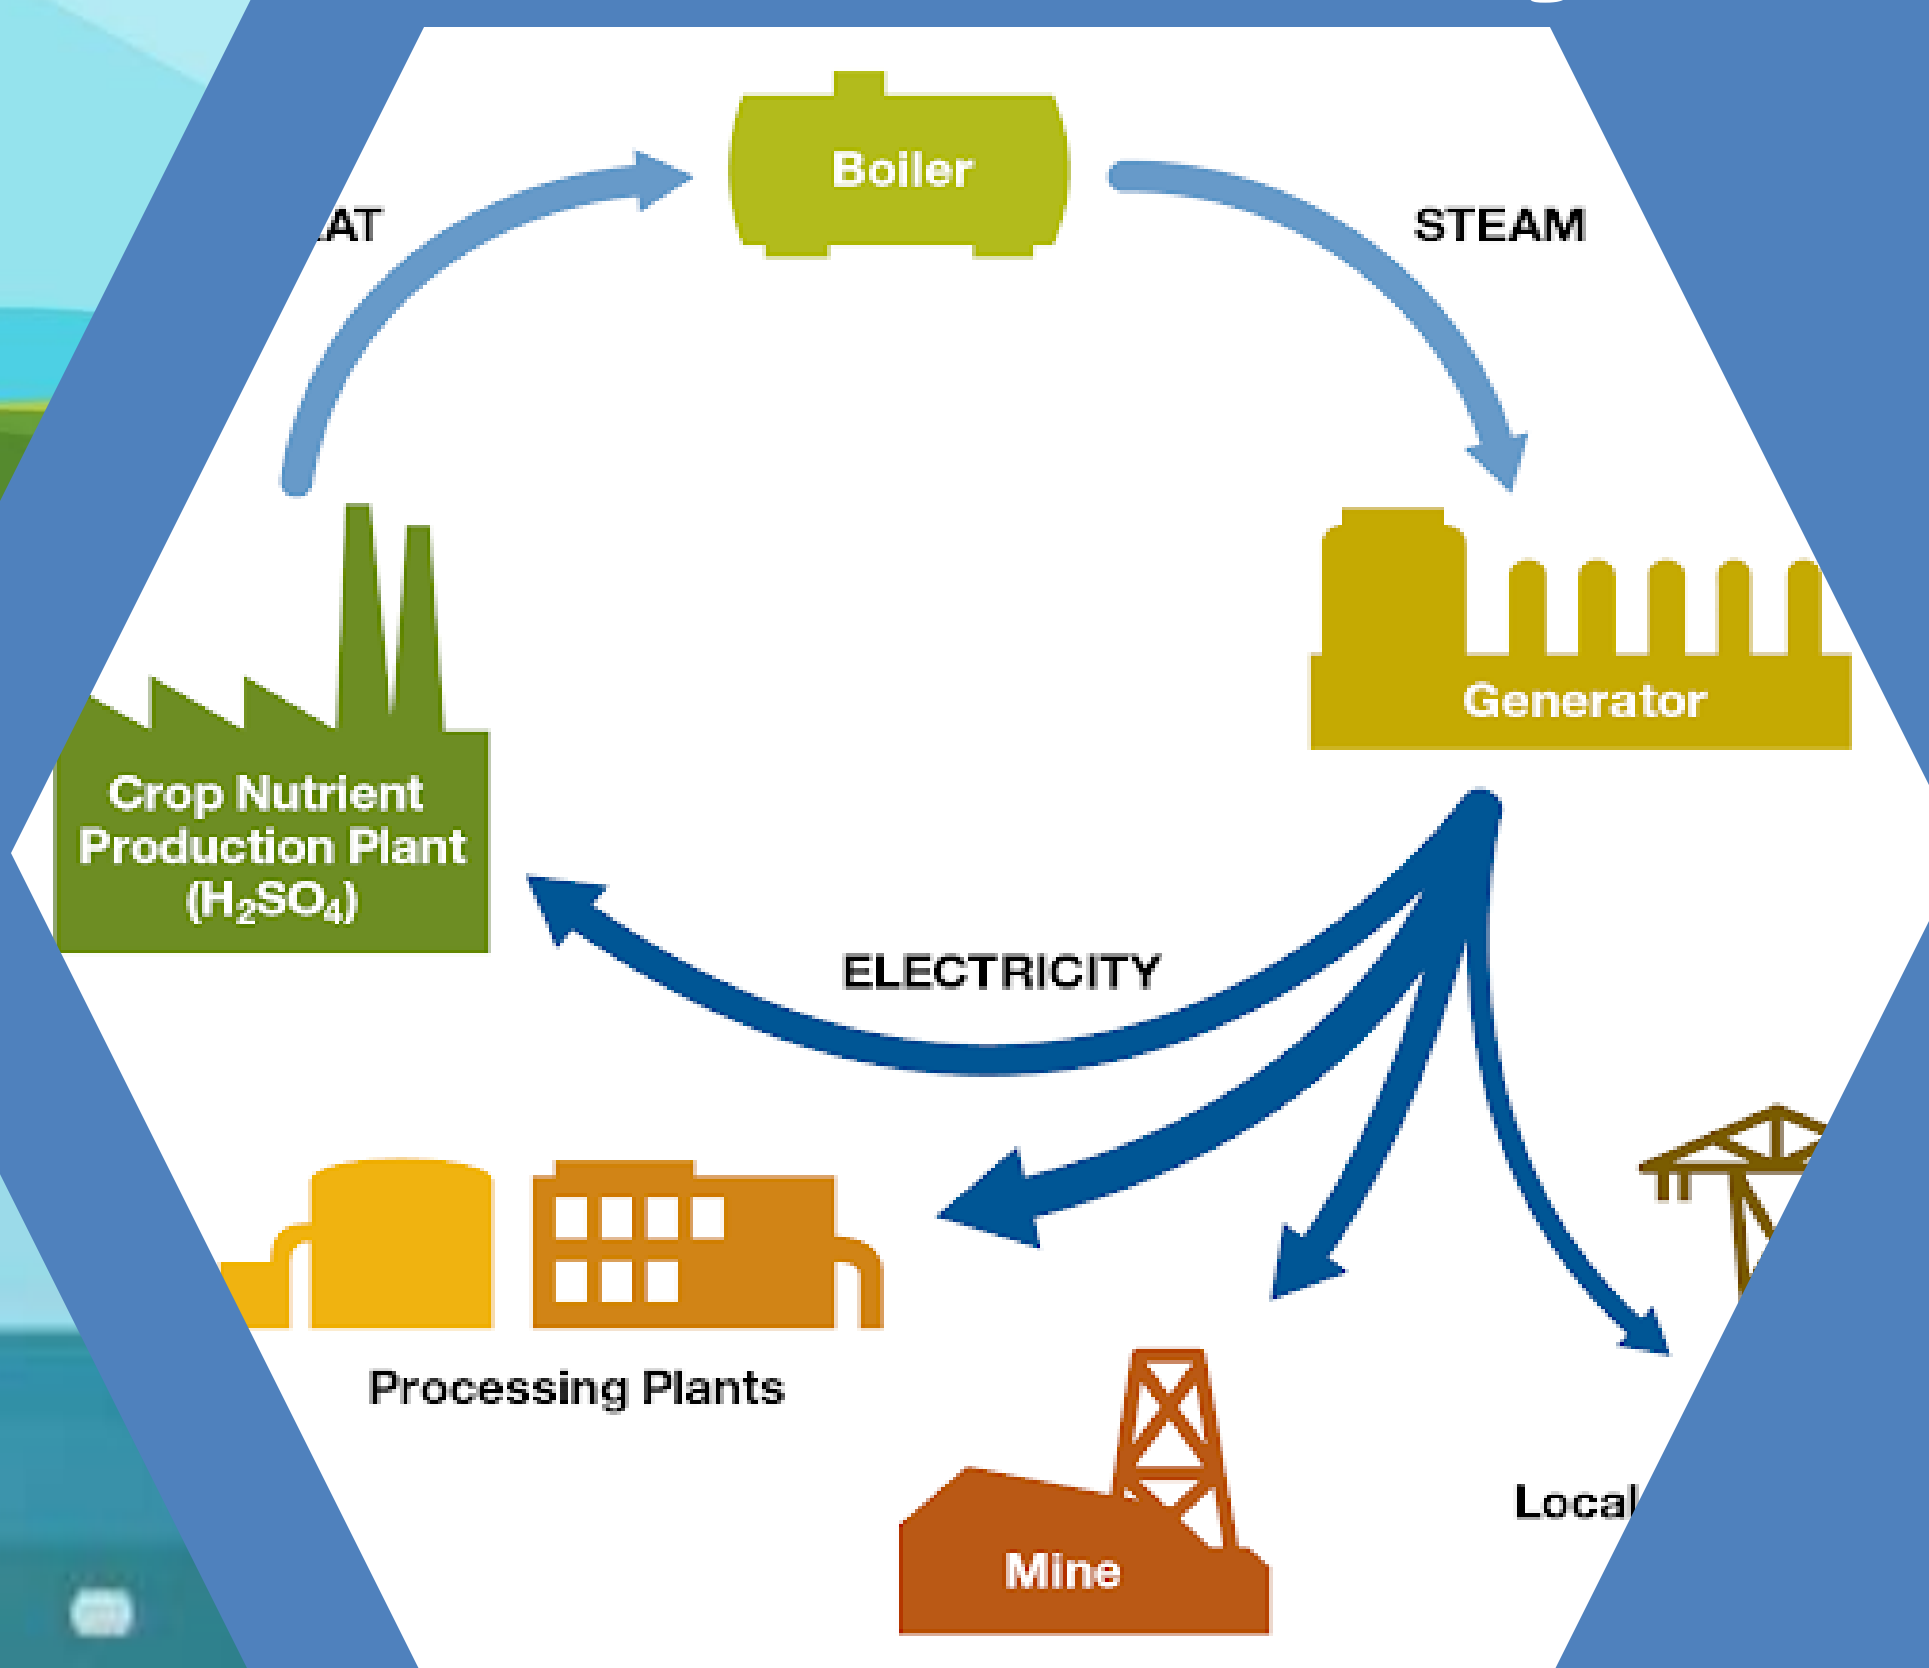 Boiler
STEAM
Generator
Crop Nutrient
Production Plant
(H₂SO₄)
ELECTRICITY
Processing Plants
Local
Mine